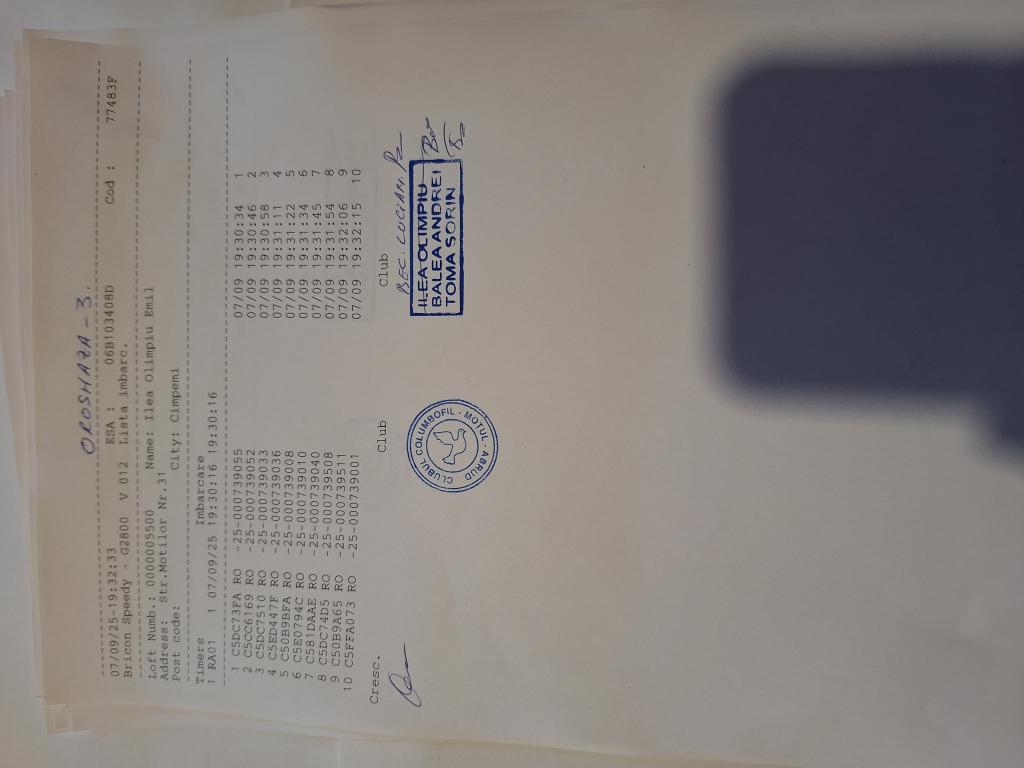 OROSHAZA - 3.
07/09/25-19:32:33 ESA : 06B103408D Cod : 77483F
Bricon Speedy - G2800 V 012 Lista imbarc.
Loft Numb.: 0000005500 Name: Ilea Olimpiu Emil
Address: Str.Motilor Nr.31
Post code: City: Cimpemi
Timers Imbarcare
1 RA01 1 07/09/25 19:30:16 19:30:16
1 C5DC73FA RO -25-000739055 07/09 19:30:34 1
2 C5CC6169 RO -25-000739052 07/09 19:30:46 2
3 C5DC7510 RO -25-000739033 07/09 19:30:58 3
4 C5ED447F RO -25-000739036 07/09 19:31:11 4
5 C50B9BFA RO -25-000739008 07/09 19:31:22 5
6 C5E0794C RO -25-000739010 07/09 19:31:34 6
7 C581DAAE RO -25-000739040 07/09 19:31:45 7
8 C5DC74D5 RO -25-000739508 07/09 19:31:54 8
9 C50B9A65 RO -25-000739511 07/09 19:32:06 9
10 C5FFA073 RO -25-000739001 07/09 19:32:15 10
Cresc. Club Club
BEC. LUCIAN.
ILEA OLIMPIU
BALEA ANDREI
TOMA SORIN
CLUBUL COLUMBOFIL - MOTUL - ABRUD